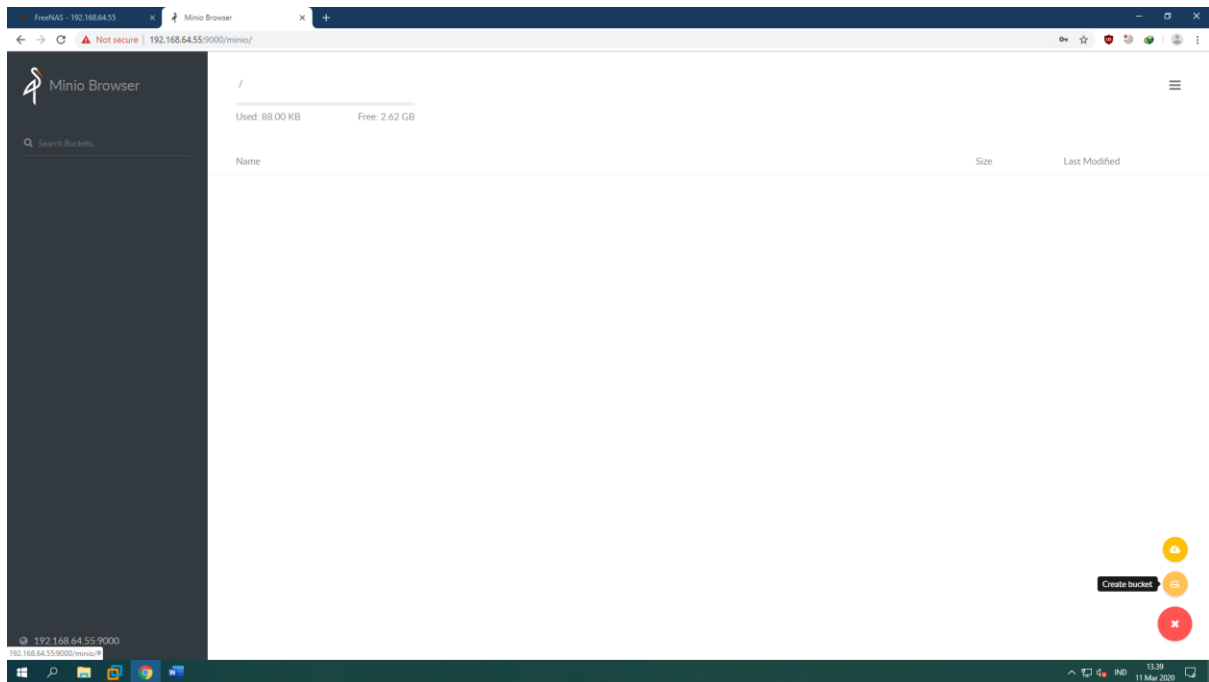 FreeNAS - 192.168.64.55
Minio Browser
Not secure | 192.168.64.55:9000/minio/
Minio Browser
/
Used: 88.00 KB Free: 2.62 GB
Search Buckets...
Name Size Last Modified
Create bucket
192.168.64.55:9000
192.168.64.55:9000/minio/#
IND
13.39
11 Mar 2020